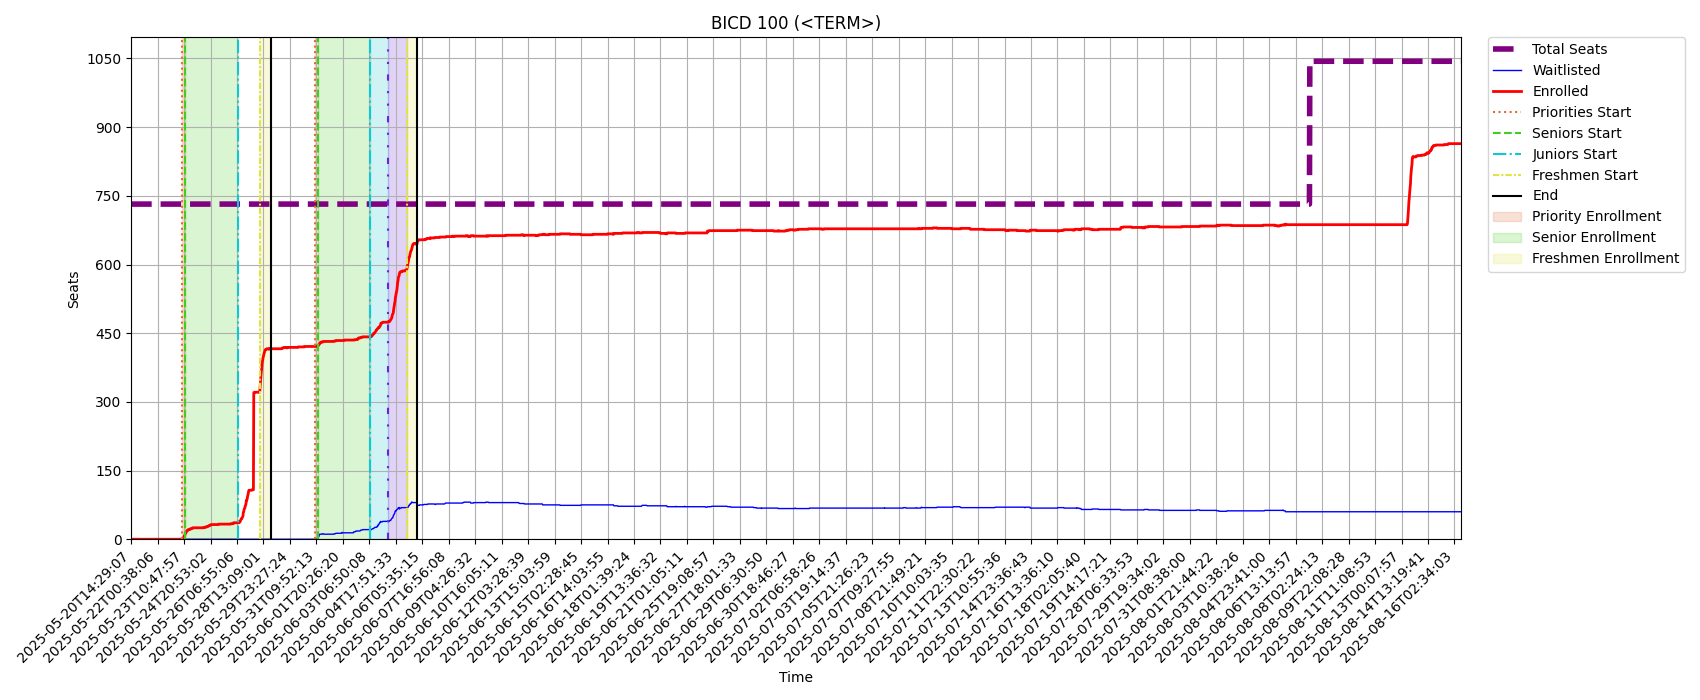 BICD 100 (<TERM>)
1050
900
750
600
450
300
150
0
Seats
2025-05-20T14:29:07
2025-05-22T00:38:06
2025-05-23T10:47:57
2025-05-24T20:53:02
2025-05-26T06:55:06
2025-05-28T13:09:01
2025-05-29T23:27:24
2025-05-31T09:52:13
2025-06-01T20:26:20
2025-06-03T06:50:08
2025-06-04T17:51:33
2025-06-06T05:35:15
2025-06-07T16:56:08
2025-06-09T04:26:32
2025-06-10T16:05:11
2025-06-12T03:28:39
2025-06-13T15:03:59
2025-06-15T02:28:45
2025-06-16T14:03:55
2025-06-18T01:39:24
2025-06-19T13:36:32
2025-06-21T01:05:11
2025-06-25T19:08:57
2025-06-27T18:01:33
2025-06-29T06:30:50
2025-06-30T18:46:27
2025-07-02T06:58:26
2025-07-03T19:14:37
2025-07-05T21:26:23
2025-07-07T09:27:55
2025-07-08T21:49:21
2025-07-10T10:03:35
2025-07-11T22:30:22
2025-07-13T10:55:36
2025-07-14T23:36:43
2025-07-16T13:36:10
2025-07-18T02:05:40
2025-07-19T14:17:21
2025-07-28T06:33:53
2025-07-29T19:34:02
2025-07-31T08:38:00
2025-08-01T21:44:22
2025-08-03T10:38:26
2025-08-04T23:41:00
2025-08-06T13:13:57
2025-08-08T02:24:13
2025-08-09T22:08:28
2025-08-11T11:08:53
2025-08-13T00:07:57
2025-08-14T13:19:41
2025-08-16T02:34:03
Time
Total Seats
Waitlisted
Enrolled
Priorities Start
Seniors Start
Juniors Start
Freshmen Start
End
Priority Enrollment
Senior Enrollment
Freshmen Enrollment